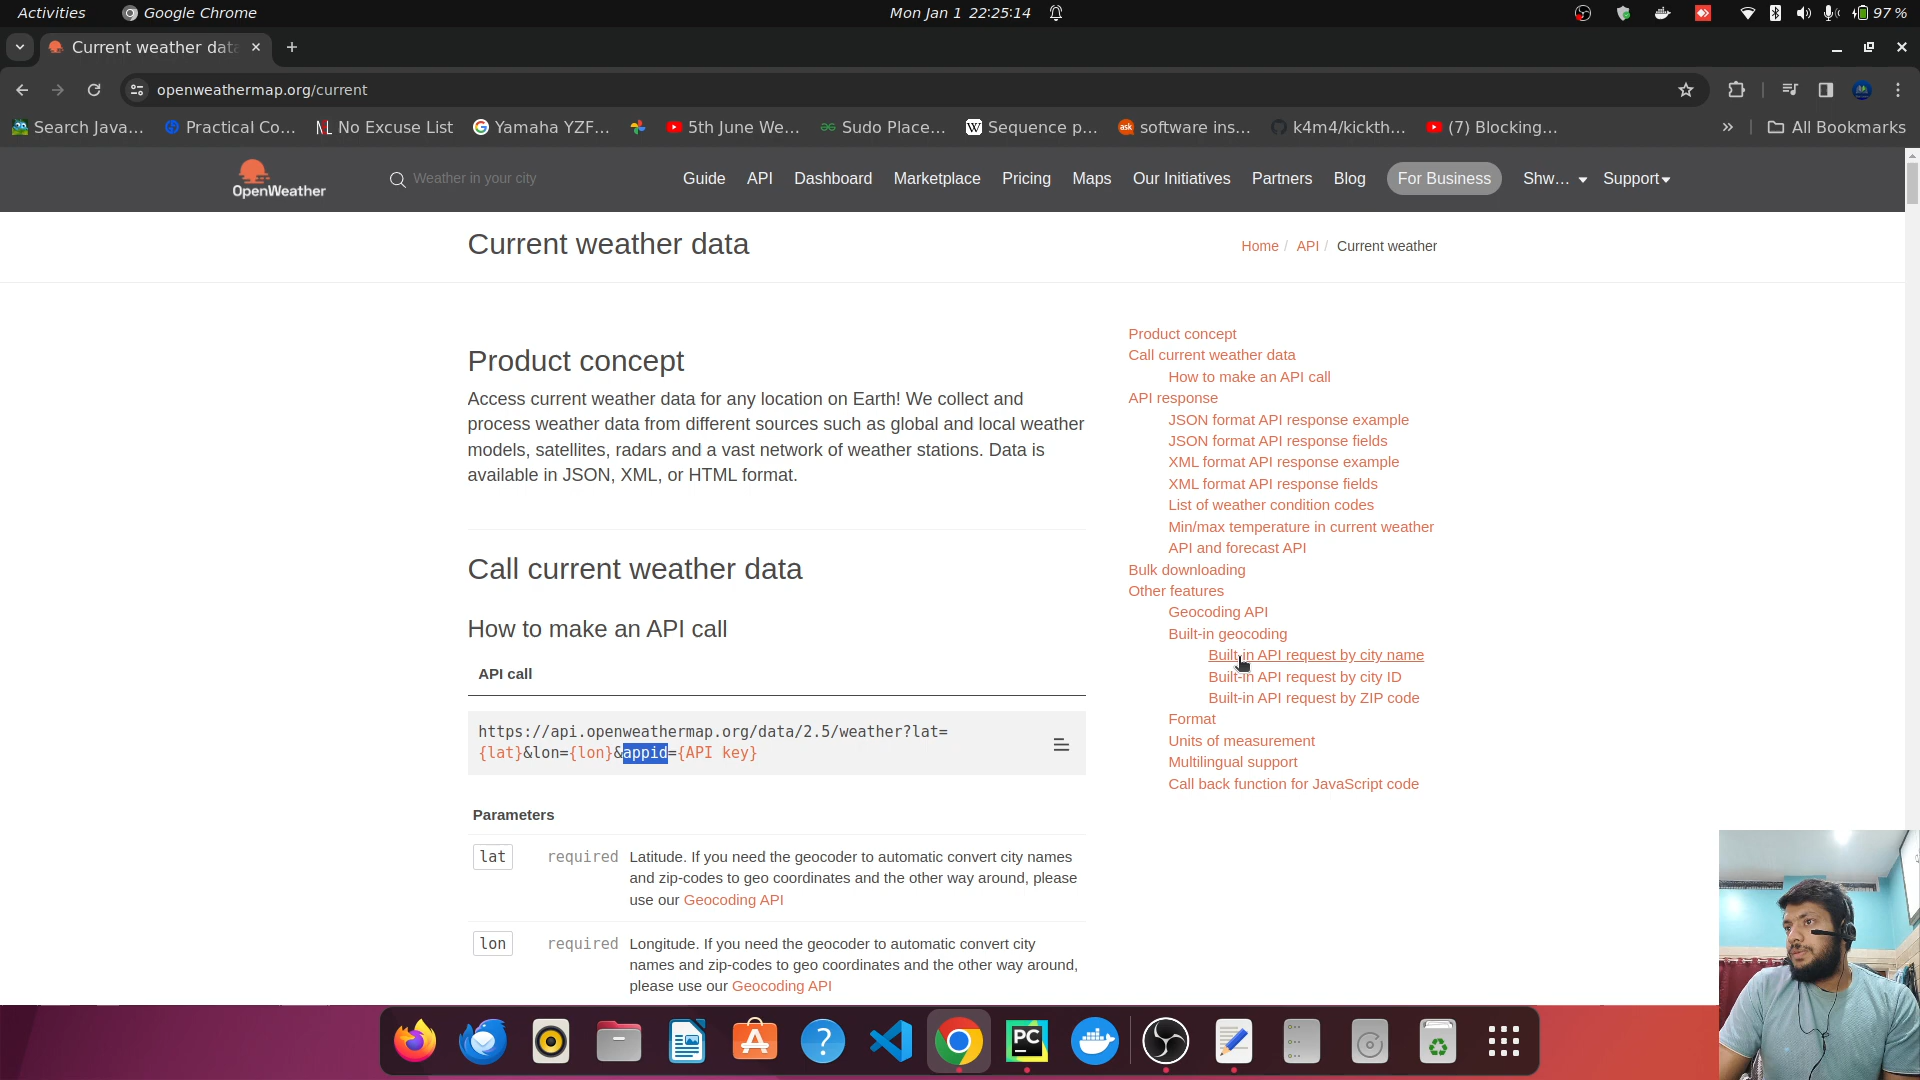 Activities
Google Chrome
Mon Jan 1 22:25:14
97 %
Current weather data
openweathermap.org/current
Search Java...
Practical Co...
No Excuse List
Yamaha YZF...
5th June We...
Sudo Place...
Sequence p...
software ins...
k4m4/kickth...
(7) Blocking...
»
All Bookmarks
OpenWeather
Weather in your city
Guide
API
Dashboard
Marketplace
Pricing
Maps
Our Initiatives
Partners
Blog
For Business
Shw...
Support
Current weather data
Home / API / Current weather
Product concept
Access current weather data for any location on Earth! We collect and
process weather data from different sources such as global and local weather
models, satellites, radars and a vast network of weather stations. Data is
available in JSON, XML, or HTML format.
Call current weather data
How to make an API call
API call
https://api.openweathermap.org/data/2.5/weather?lat=
{lat}&lon={lon}&appid={API key}
Parameters
lat required Latitude. If you need the geocoder to automatic convert city names
and zip-codes to geo coordinates and the other way around, please
use our Geocoding API
lon required Longitude. If you need the geocoder to automatic convert city
names and zip-codes to geo coordinates and the other way around,
please use our Geocoding API
Product concept
Call current weather data
How to make an API call
API response
JSON format API response example
JSON format API response fields
XML format API response example
XML format API response fields
List of weather condition codes
Min/max temperature in current weather
API and forecast API
Bulk downloading
Other features
Geocoding API
Built-in geocoding
Built-in API request by city name
Built-in API request by city ID
Built-in API request by ZIP code
Format
Units of measurement
Multilingual support
Call back function for JavaScript code
PC